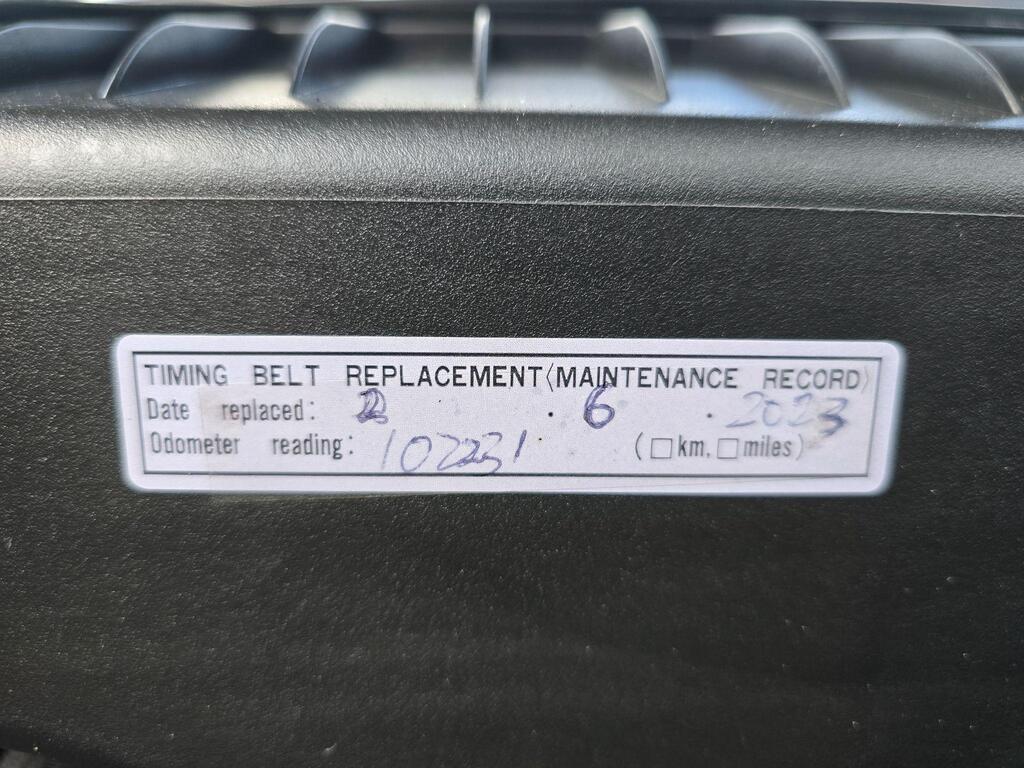 TIMING BELT REPLACEMENT (MAINTENANCE RECORD)
Date replaced: 2 . 6 . 2023
Odometer reading: 102231 (□km, □miles)